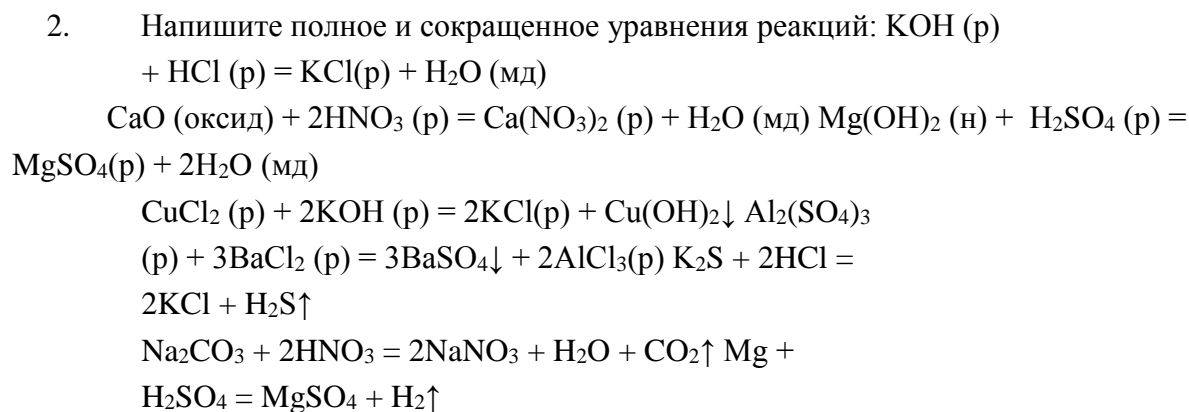 2. Напишите полное и сокращенное уравнения реакций: KOH (р)
+ HCl (р) = KCl(р) + H₂O (мд)
CaO (оксид) + 2HNO₃ (р) = Ca(NO₃)₂ (р) + H₂O (мд) Mg(OH)₂ (н) + H₂SO₄ (р) =
MgSO₄(р) + 2H₂O (мд)
CuCl₂ (р) + 2KOH (р) = 2KCl(р) + Cu(OH)₂↓ Al₂(SO₄)₃
(р) + 3BaCl₂ (р) = 3BaSO₄↓ + 2AlCl₃(р) K₂S + 2HCl =
2KCl + H₂S↑
Na₂CO₃ + 2HNO₃ = 2NaNO₃ + H₂O + CO₂↑ Mg +
H₂SO₄ = MgSO₄ + H₂↑